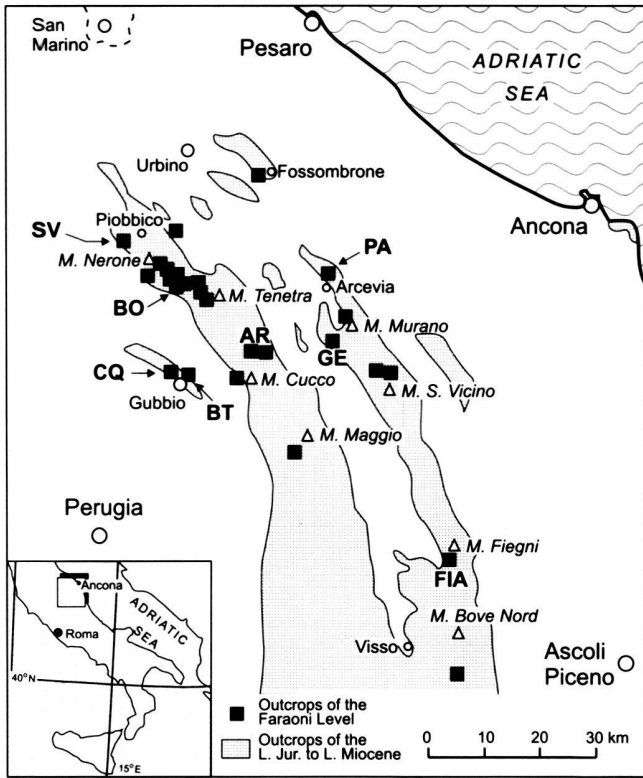 San
Marino
Pesaro
ADRIATIC
SEA
Urbino
Fossombrone
Ancona
Piobbico
SV
M. Nerone
PA
Arcevia
M. Tenetra
BO
M. Murano
AR
GE
CQ
M. Cucco
M. S. Vicino
Gubbio
BT
M. Maggio
Perugia
M. Fiegni
FIA
M. Bove Nord
Visso
Ascoli
Piceno
Ancona
ADRIATIC
SEA
Roma
40°N
15°E
Outcrops of the
Faraoni Level
Outcrops of the
L. Jur. to L. Miocene
0 10 20 30 km